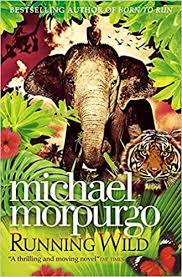 BESTSELLING AUTHOR OF BORN TO RUN
michael
morpurgo
RUNNING WILD
"A thrilling and moving novel" THE TIMES